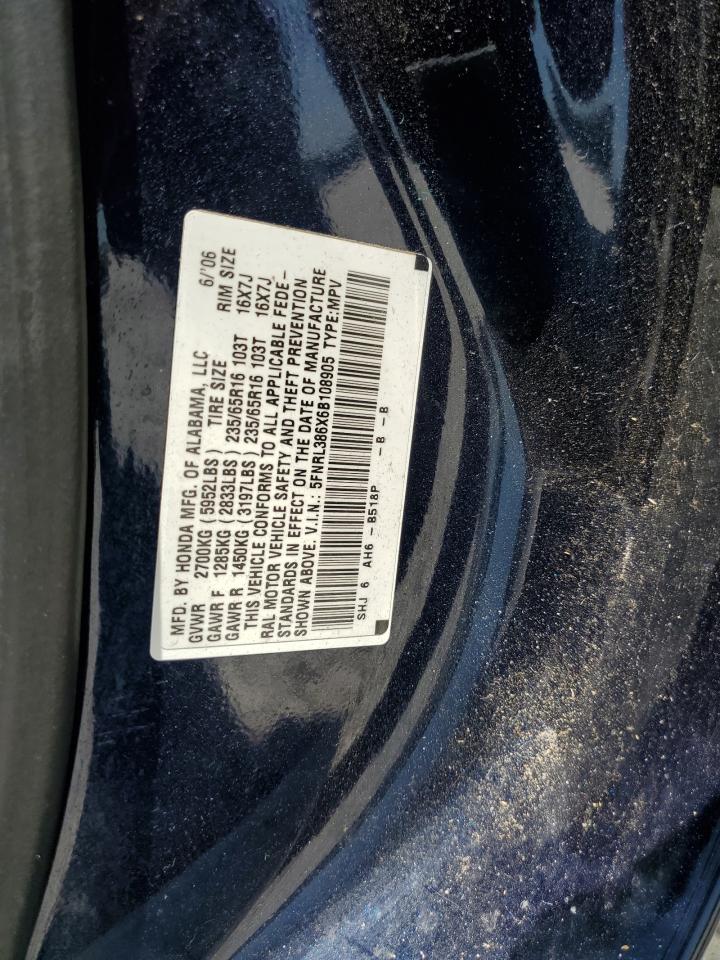 MFD. BY HONDA MFG. OF ALABAMA, LLC 6/'06
GVWR 2700KG (5952LBS) TIRE SIZE RIM SIZE
GAWR F 1285KG (2833LBS) 235/65R16 103T 16X7J
GAWR R 1450KG (3197LBS) 235/65R16 103T 16X7J
THIS VEHICLE CONFORMS TO ALL APPLICABLE FEDE-
RAL MOTOR VEHICLE SAFETY AND THEFT PREVENTION
STANDARDS IN EFFECT ON THE DATE OF MANUFACTURE
SHOWN ABOVE. V.I.N.: 5FNRL386X6B108905 TYPE:MPV
SHJ 6 AH6 - B518P - B - B